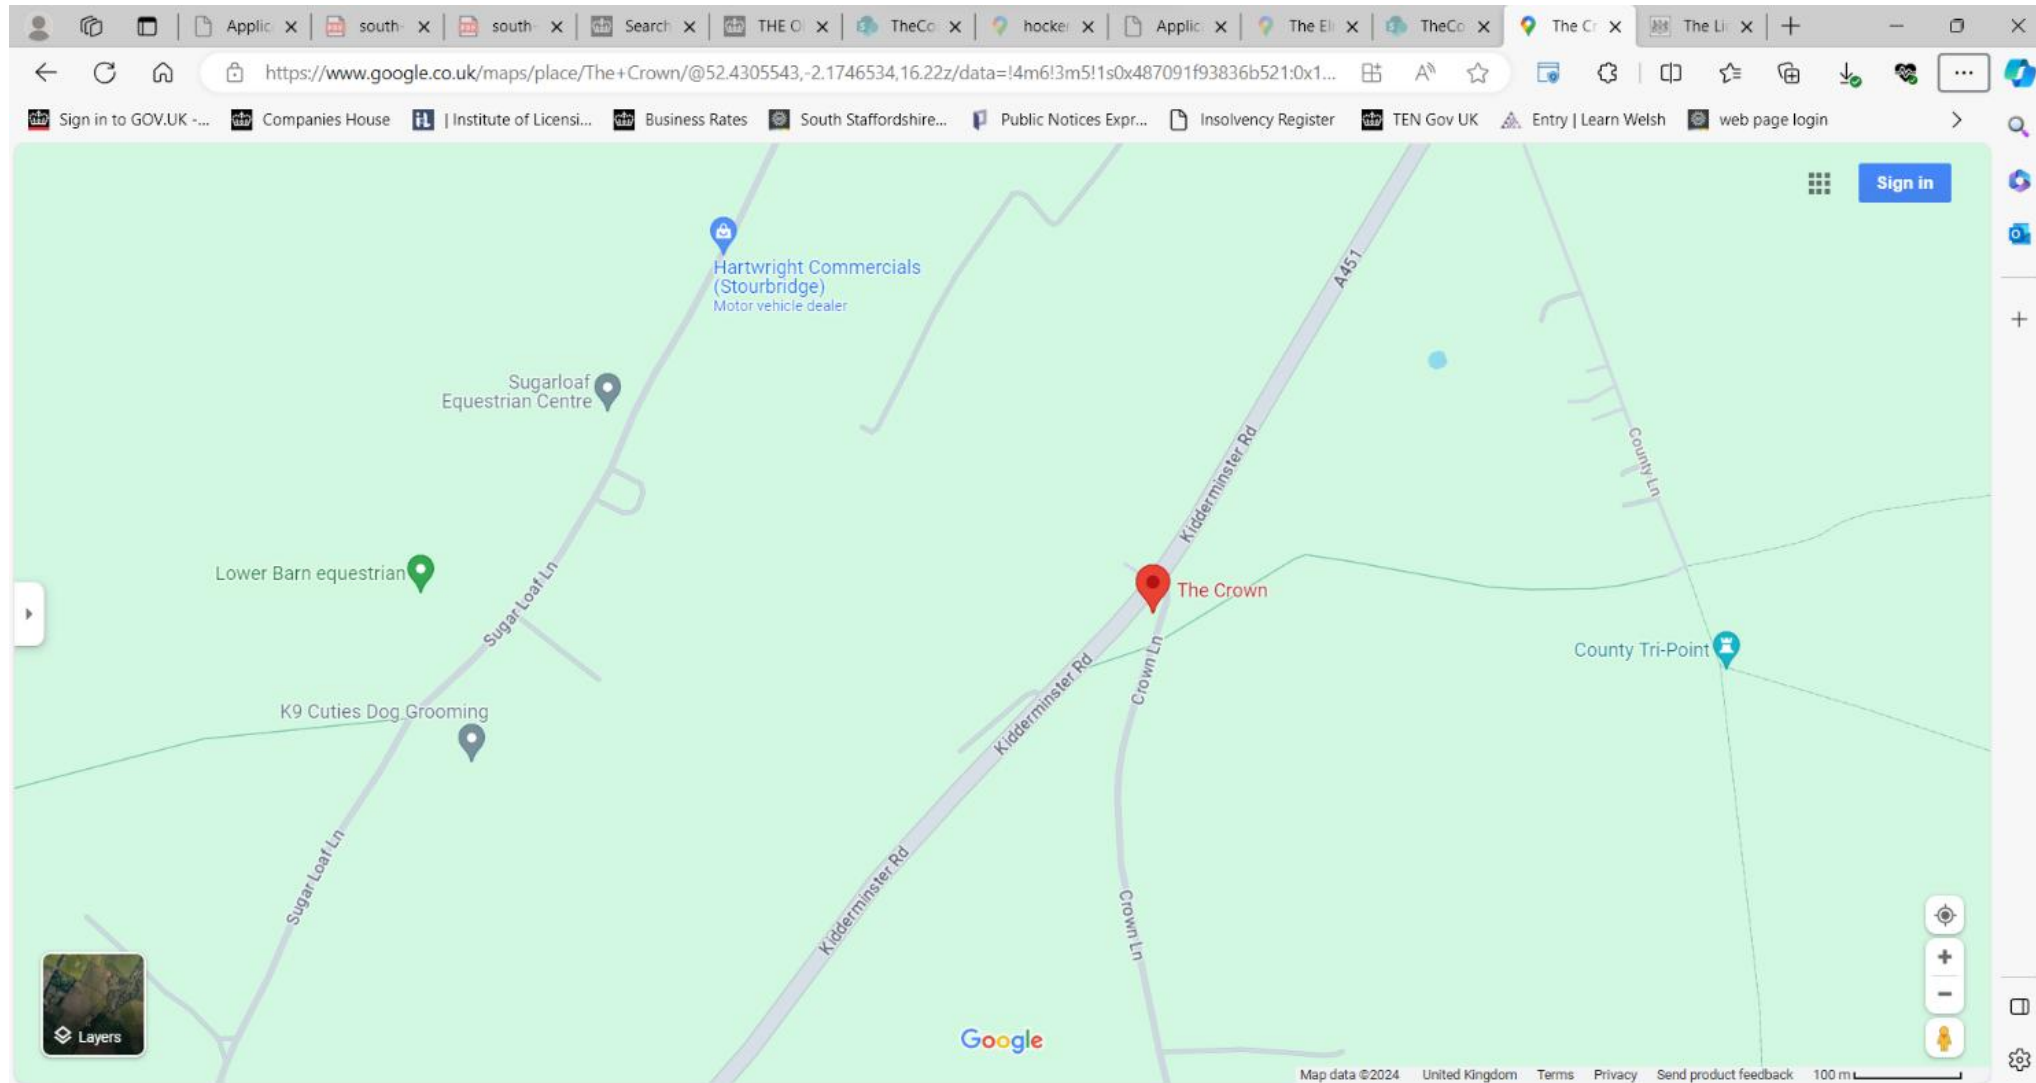 Applic
south-
south-
Search
THE O
TheCo
hocker
Applic
The El
TheCo
The Cr
The Li
https://www.google.co.uk/maps/place/The+Crown/@52.4305543,-2.1746534,16.22z/data=!4m6!3m5!1s0x487091f93836b521:0x1...
Sign in to GOV.UK -...
Companies House
| Institute of Licensi...
Business Rates
South Staffordshire...
Public Notices Expr...
Insolvency Register
TEN Gov UK
Entry | Learn Welsh
web page login
Sign in
Hartwright Commercials
(Stourbridge)
Motor vehicle dealer
A451
Sugarloaf
Equestrian Centre
Kidderminster Rd
County Ln
Lower Barn equestrian
Sugar Loaf Ln
The Crown
County Tri-Point
Crown Ln
Kidderminster Rd
K9 Cuties Dog Grooming
Sugar Loaf Ln
Kidderminster Rd
Crown Ln
Layers
Google
Map data ©2024 United Kingdom Terms Privacy Send product feedback 100 m